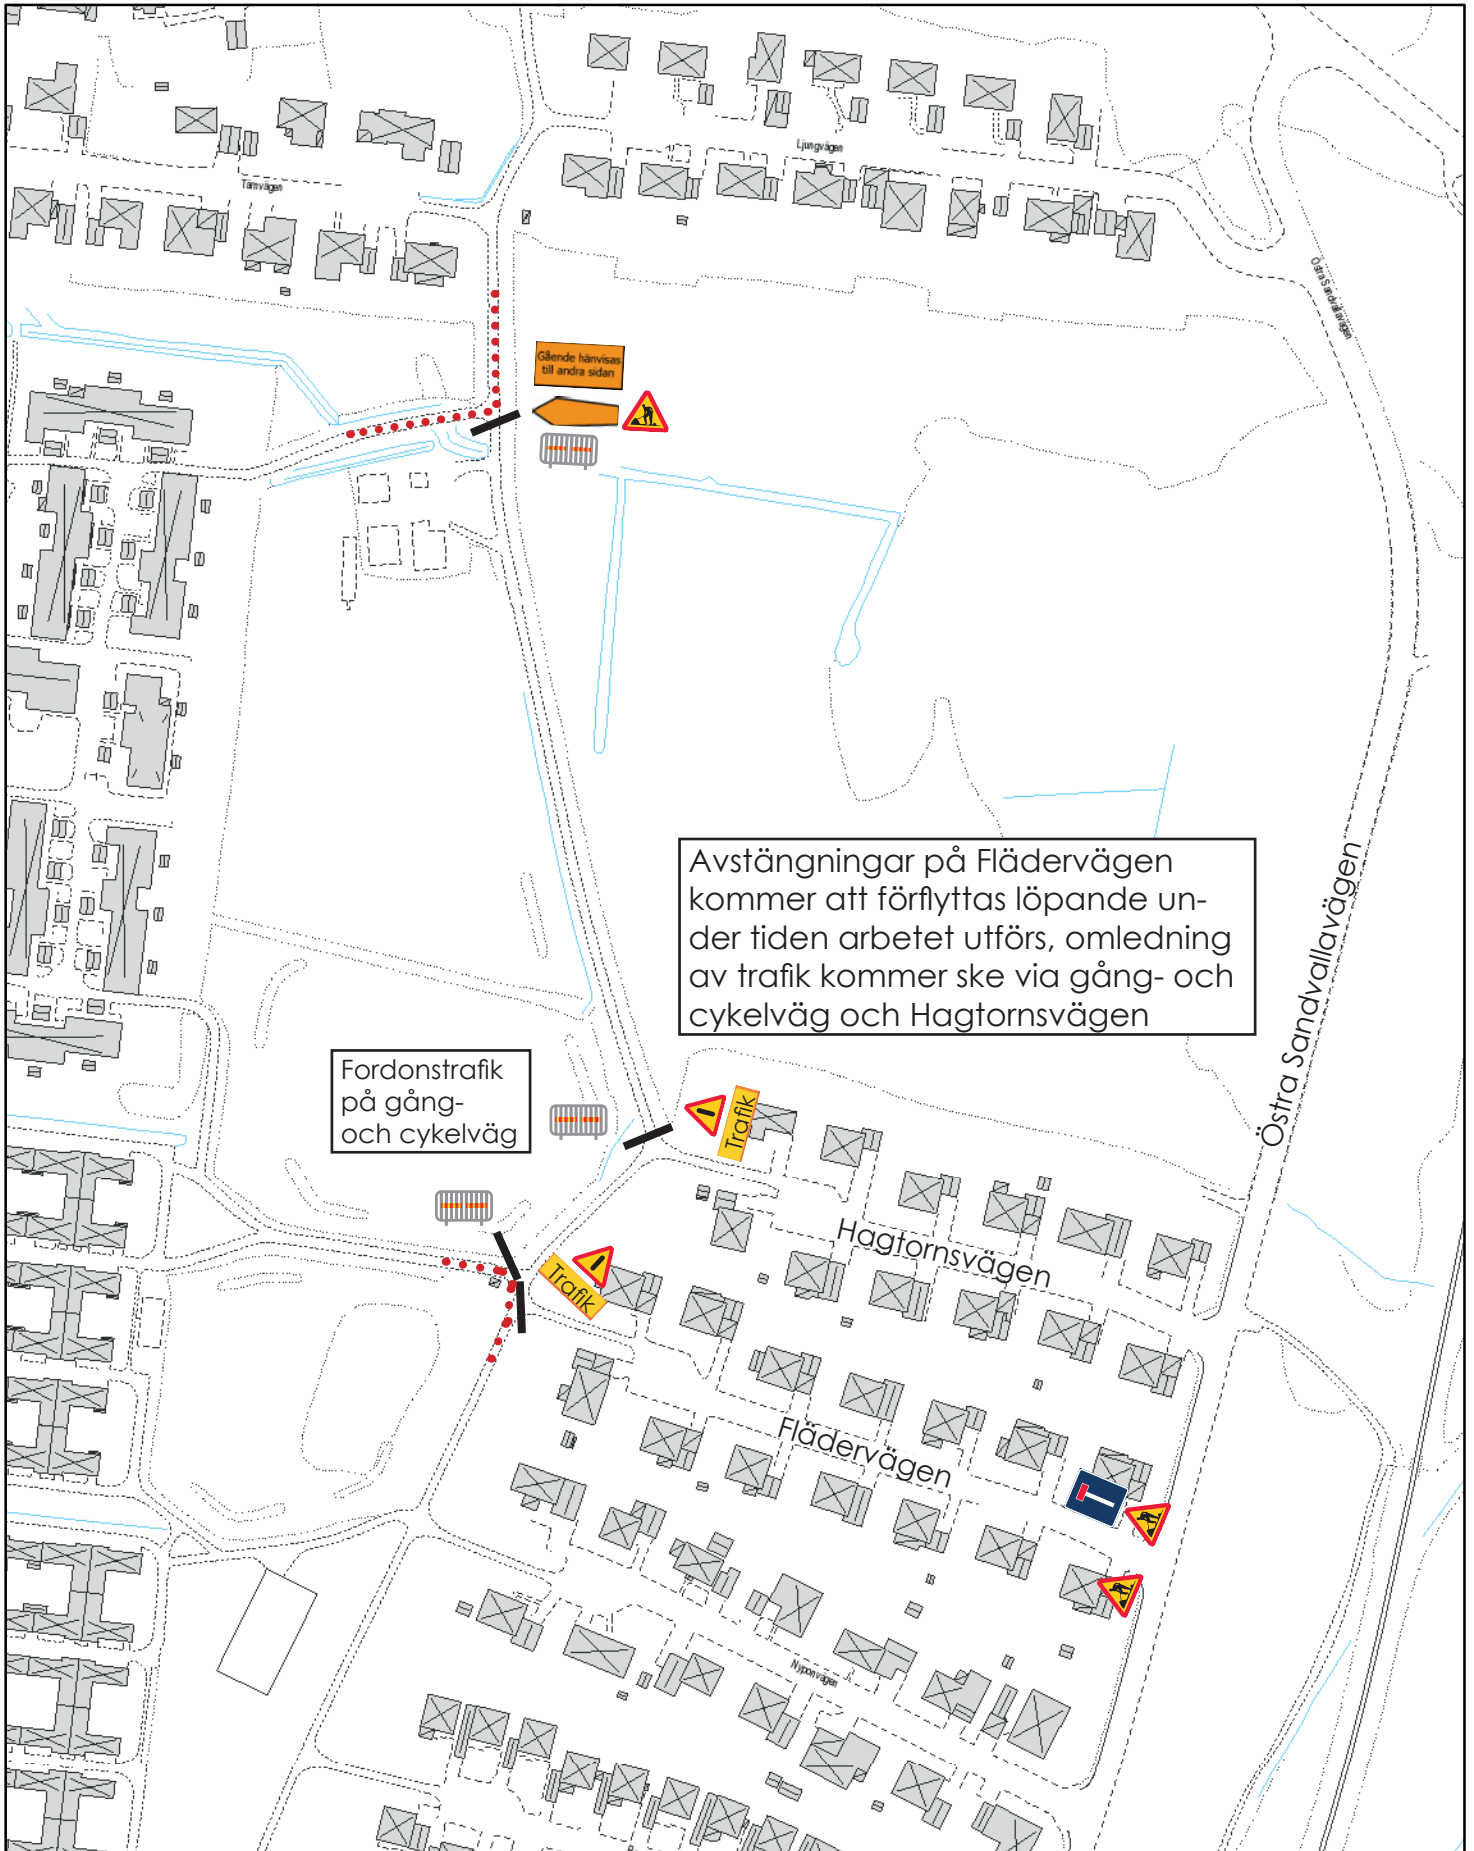 Ljungvägen
Tärnvägen
Östra Sandvallavägen
Gående hänvisas
till andra sidan
Avstängningar på Flädervägen
kommer att förflyttas löpande un-
der tiden arbetet utförs, omledning
av trafik kommer ske via gång- och
cykelväg och Hagtornsvägen
Östra Sandvallavägen
Fordonstrafik
på gång-
och cykelväg
Trafik
Hagtornsvägen
Trafik
Flädervägen
Nyponvägen